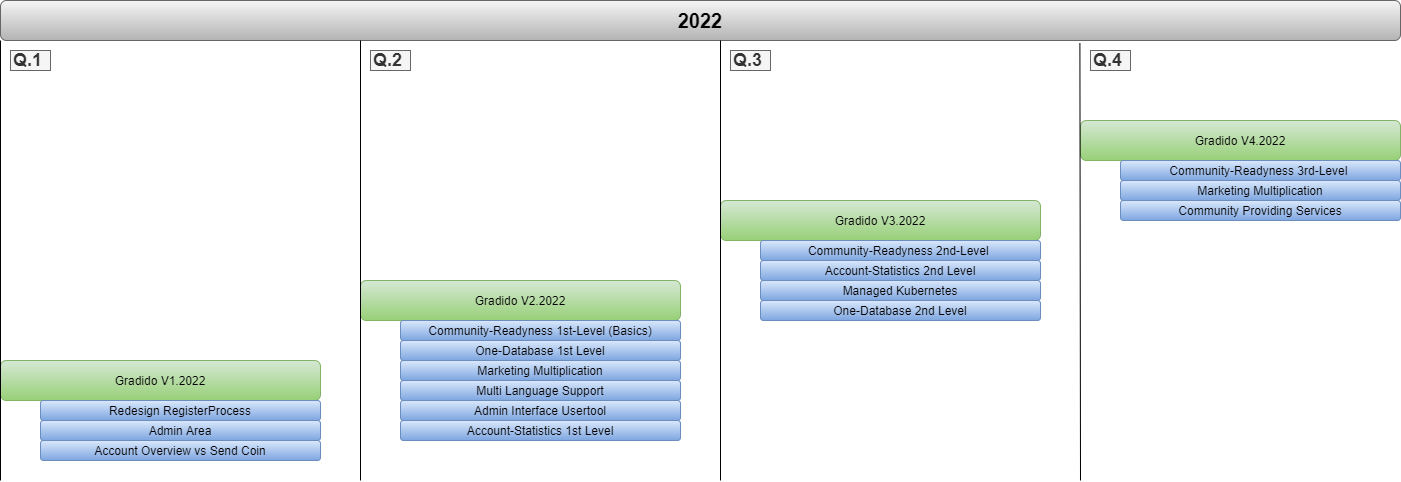 2022
Q.1
Q.2
Q.3
Q.4
Gradido V1.2022
Redesign RegisterProcess
Admin Area
Account Overview vs Send Coin
Gradido V2.2022
Community-Readyness 1st-Level (Basics)
One-Database 1st Level
Marketing Multiplication
Multi Language Support
Admin Interface Usertool
Account-Statistics 1st Level
Gradido V3.2022
Community-Readyness 2nd-Level
Account-Statistics 2nd Level
Managed Kubernetes
One-Database 2nd Level
Gradido V4.2022
Community-Readyness 3rd-Level
Marketing Multiplication
Community Providing Services